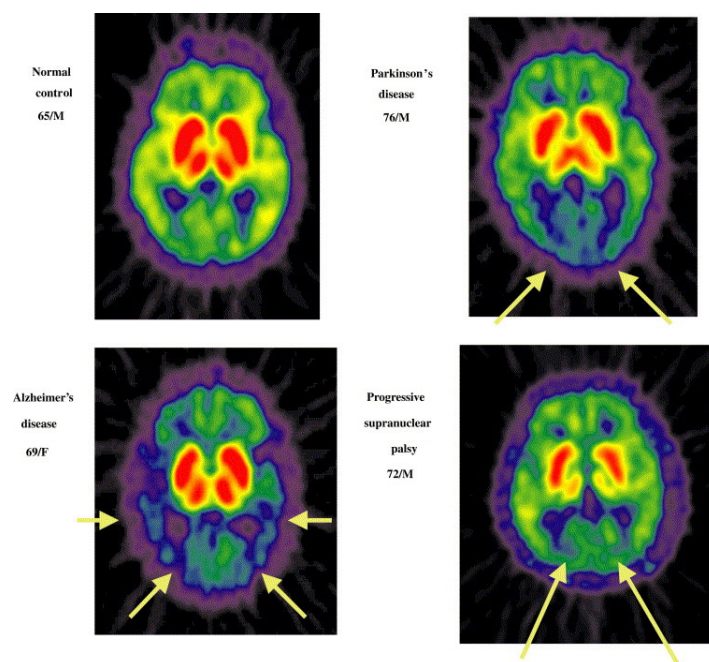 Normal
control
65/M
Parkinson's
disease
76/M
Alzheimer's
disease
69/F
Progressive
supranuclear
palsy
72/M